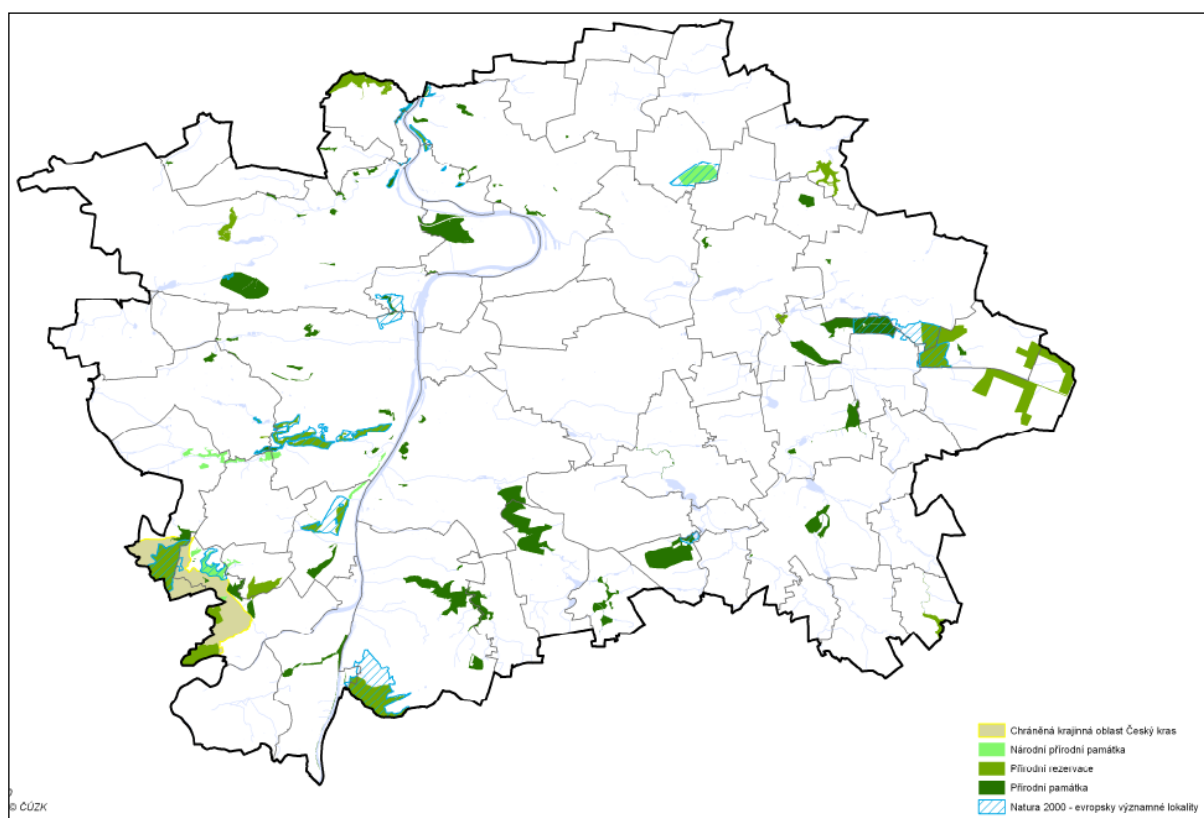 Chráněná krajinná oblast Český kras
Národní přírodní památka
Přírodní rezervace
Přírodní památka
Natura 2000 - evropsky významné lokality
© ČÚZK